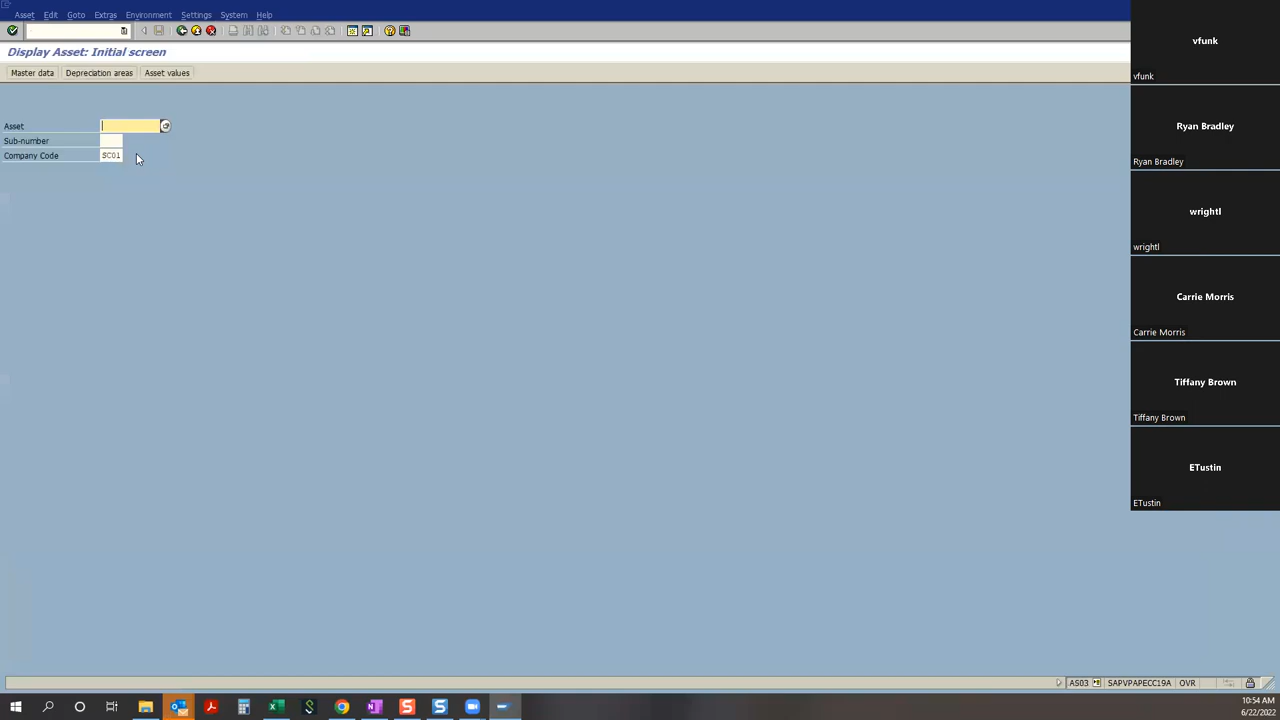 Asset Edit Goto Extras Environment Settings System Help
Display Asset: Initial screen
Master data Depreciation areas Asset values
Asset
Sub-number
Company Code SC01
vfunk
vfunk
Ryan Bradley
Ryan Bradley
wrightl
wrightl
Carrie Morris
Carrie Morris
Tiffany Brown
Tiffany Brown
ETustin
ETustin
AS03 SAPVPAPECC19A OVR
10:54 AM
6/22/2022